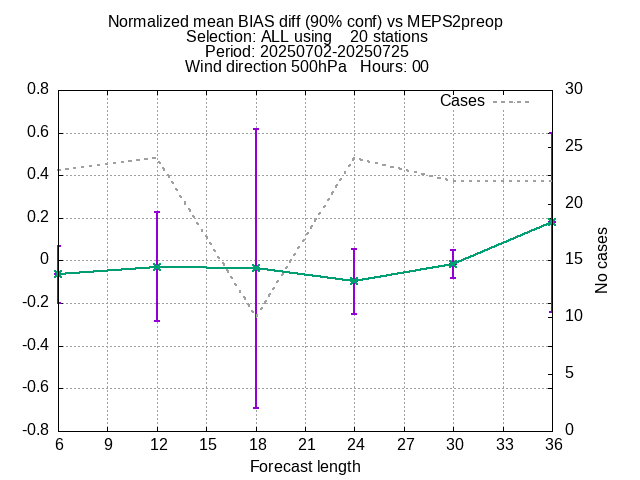 Normalized mean BIAS diff (90% conf) vs MEPS2preop
Selection: ALL using    20 stations
Period: 20250702-20250725
Wind direction 500hPa   Hours: 00
Cases
0.8
0.6
0.4
0.2
0
-0.2
-0.4
-0.6
-0.8
30
25
20
15
10
5
0
No cases
6 9 12 15 18 21 24 27 30 33 36
Forecast length